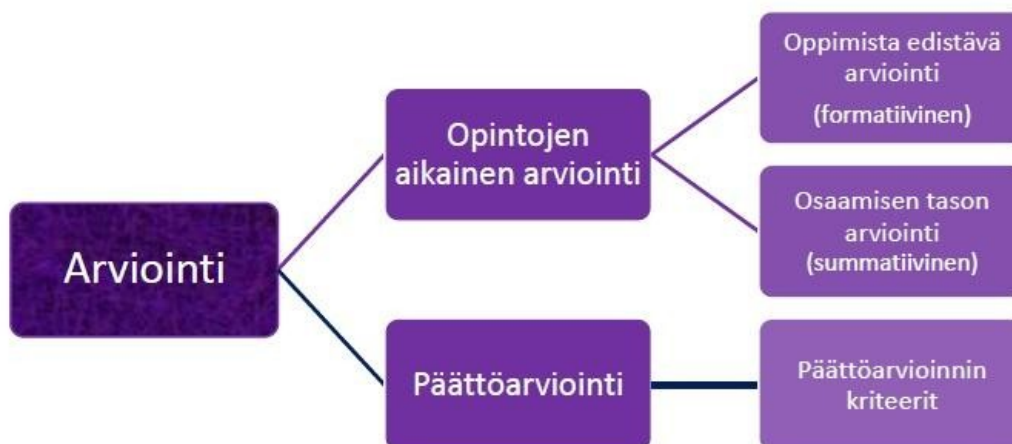 Arviointi
Opintojen
aikainen arviointi
Oppimista edistävä
arviointi
(formatiivinen)
Osaamisen tason
arviointi
(summatiivinen)
Päättöarviointi
Päättöarvioinnin
kriteerit